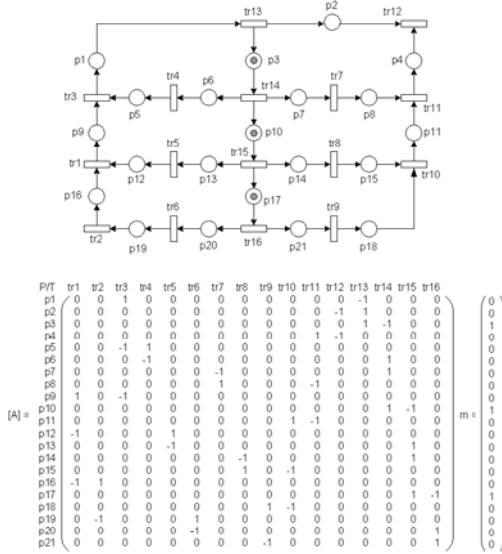 tr13 p2 tr12
p1 p3 p4
tr4 p6 tr14 tr7
tr3 p5 p7 p8 tr11
p9 p10 p11
tr5 tr15 tr8
tr1 p12 p13 p14 p15 tr10
p16 p17
tr6 tr9
tr2 p19 p20 tr16 p21 p18
P/T tr1 tr2 tr3 tr4 tr5 tr6 tr7 tr8 tr9 tr10 tr11 tr12 tr13 tr14 tr15 tr16
p1 0 0 1 0 0 0 0 0 0 0 0 0 -1 0 0 0 0
p2 0 0 0 0 0 0 0 0 0 0 0 -1 1 0 0 0 0
p3 0 0 0 0 0 0 0 0 0 0 0 0 1 -1 0 0 1
p4 0 0 0 0 0 0 0 0 0 0 1 -1 0 0 0 0 0
p5 0 0 -1 1 0 0 0 0 0 0 0 0 0 0 0 0 0
p6 0 0 0 -1 0 0 0 0 0 0 0 0 0 1 0 0 0
p7 0 0 0 0 0 0 -1 0 0 0 0 0 0 1 0 0 0
p8 0 0 0 0 0 0 1 0 0 0 -1 0 0 0 0 0 0
p9 1 0 -1 0 0 0 0 0 0 0 0 0 0 0 0 0 0
p10 0 0 0 0 0 0 0 0 0 0 0 0 0 1 -1 0 1
[A] = p11 0 0 0 0 0 0 0 0 0 1 -1 0 0 0 0 0 m = 0
p12 -1 0 0 0 1 0 0 0 0 0 0 0 0 0 0 0 0
p13 0 0 0 0 -1 0 0 0 0 0 0 0 0 0 1 0 0
p14 0 0 0 0 0 0 0 -1 0 0 0 0 0 0 1 0 0
p15 0 0 0 0 0 0 0 1 0 -1 0 0 0 0 0 0 0
p16 -1 1 0 0 0 0 0 0 0 0 0 0 0 0 0 0 0
p17 0 0 0 0 0 0 0 0 0 0 0 0 0 0 1 -1 1
p18 0 0 0 0 0 0 0 0 1 -1 0 0 0 0 0 0 0
p19 0 -1 0 0 0 1 0 0 0 0 0 0 0 0 0 0 0
p20 0 0 0 0 0 -1 0 0 0 0 0 0 0 0 0 1 0
p21 0 0 0 0 0 0 0 0 -1 0 0 0 0 0 0 1 0